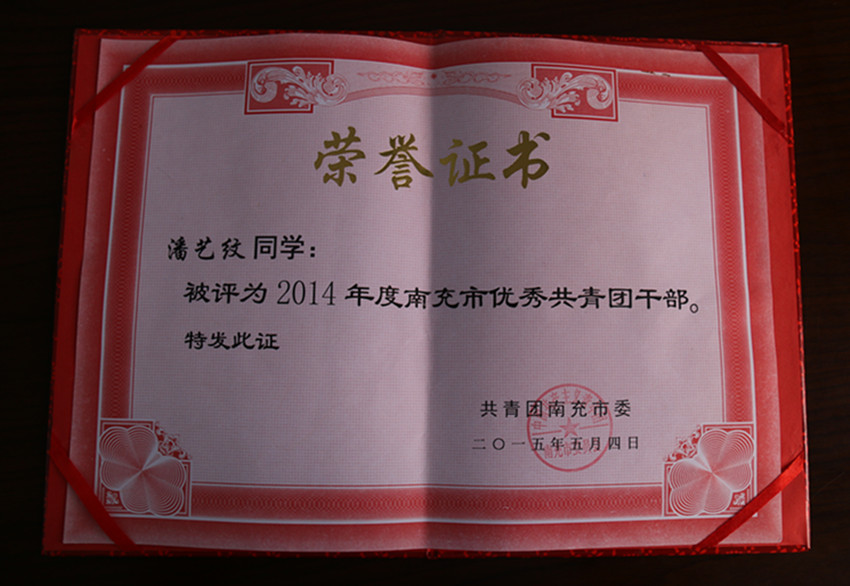 荣誉证书
潘艺纹同学：
被评为2014年度南充市优秀共青团干部。
特发此证
共青团南充市委
二〇一五年五月四日